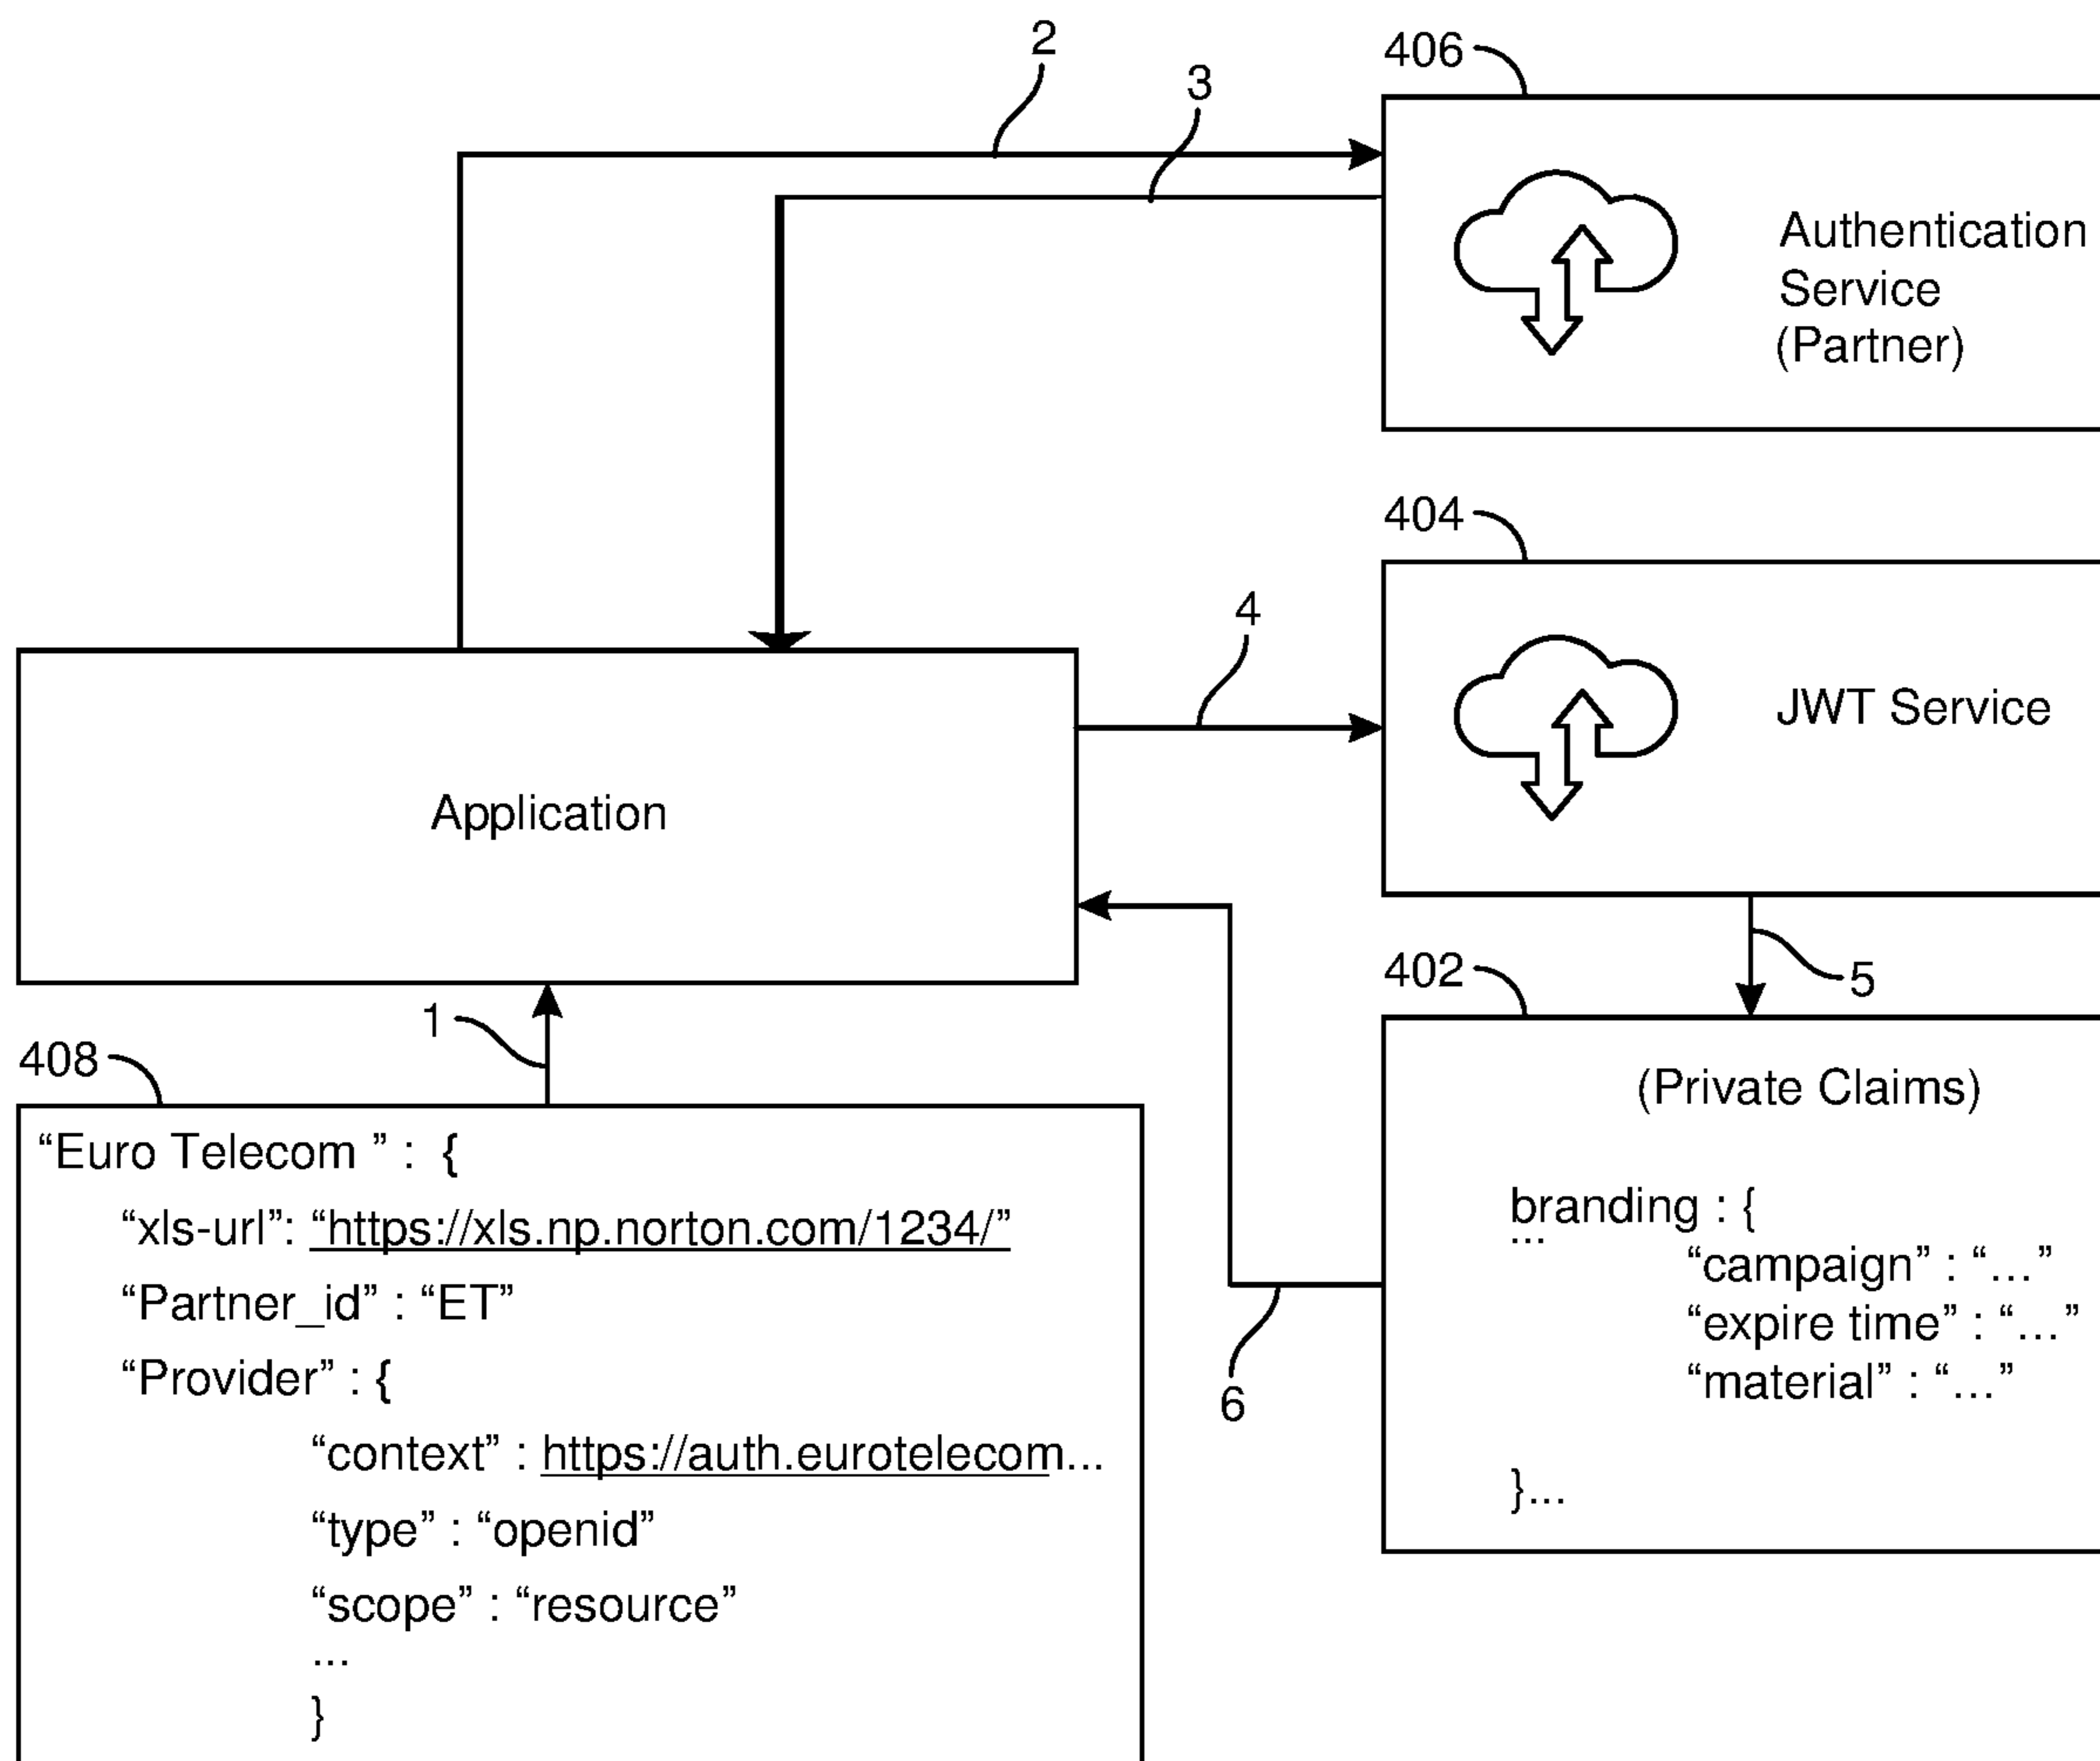 2
3
406
Authentication
Service
(Partner)
404
4
JWT Service
Application
5
402
1
408
(Private Claims)
branding : {
...
“campaign” : “...”
“expire time” : “...”
“material” : “...”
}...
6
“Euro Telecom ” : {
“xls-url”: “https://xls.np.norton.com/1234/”
“Partner_id” : “ET”
“Provider” : {
“context” : https://auth.eurotelecom...
“type” : “openid”
“scope” : “resource”
...
}